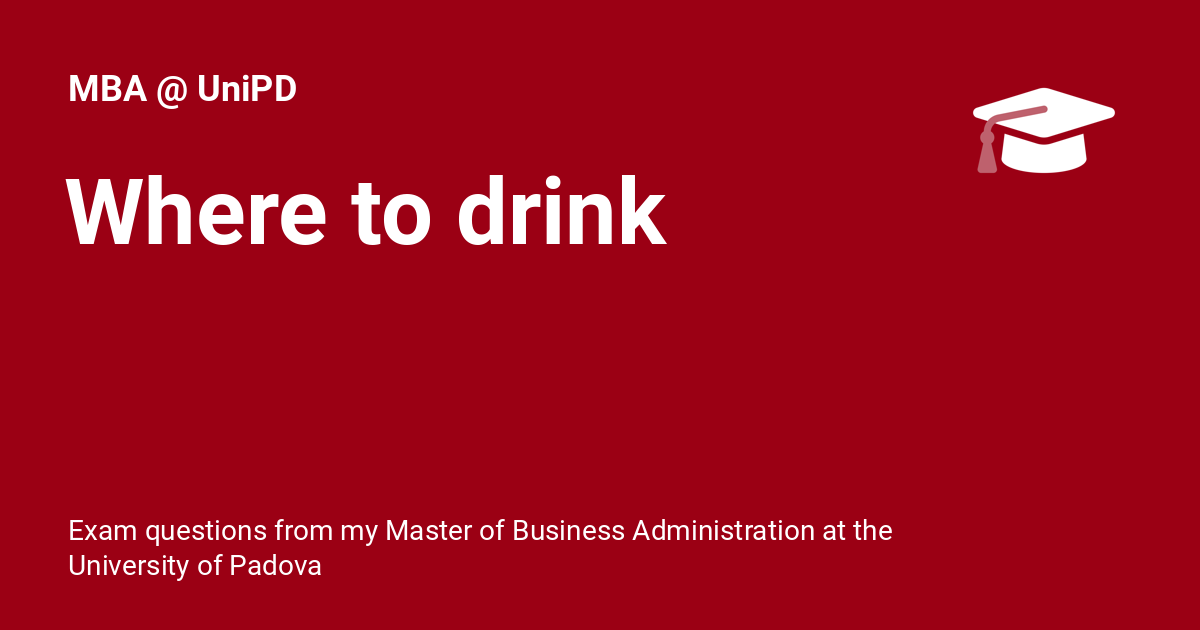 MBA @ UniPD
Where to drink
Exam questions from my Master of Business Administration at the
University of Padova